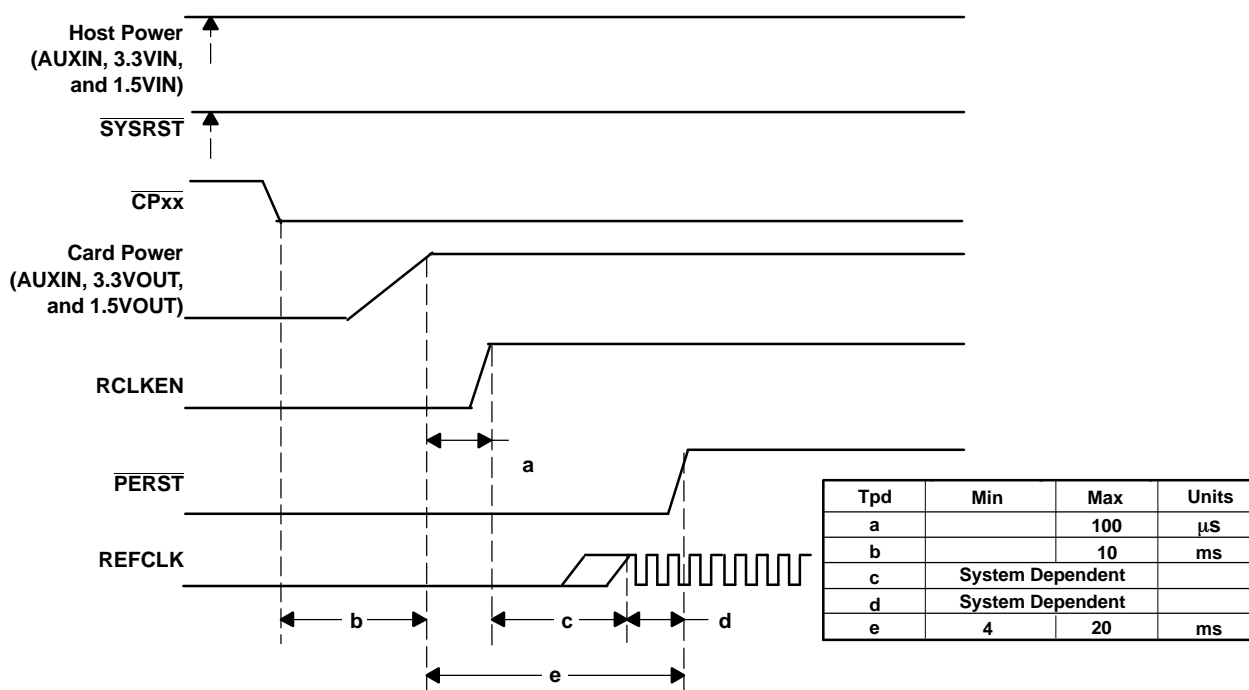 Host Power
(AUXIN, 3.3VIN,
and 1.5VIN)
SYSRST
CPxx
Card Power
(AUXIN, 3.3VOUT,
and 1.5VOUT)
RCLKEN
a
PERST
REFCLK
b
c
d
e
Tpd Min Max Units
a 100 μs
b 10 ms
c System Dependent
d System Dependent
e 4 20 ms